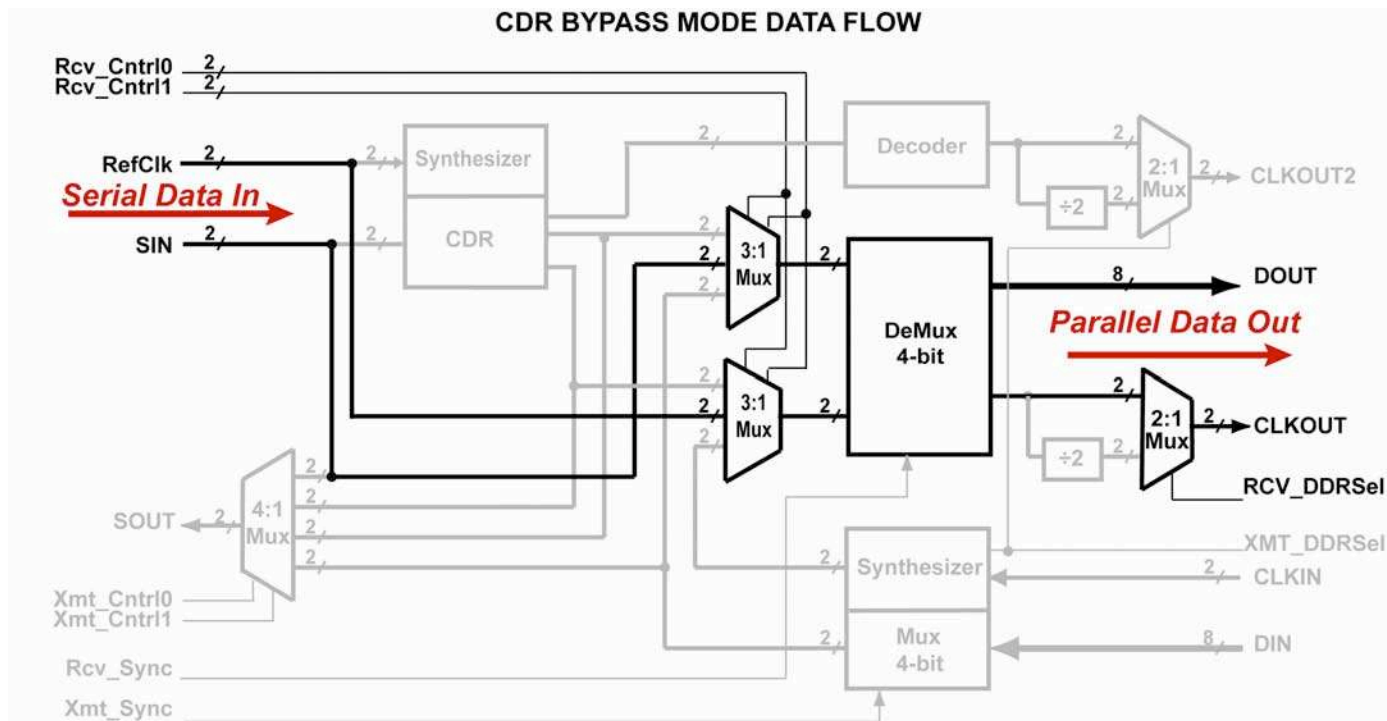 CDR BYPASS MODE DATA FLOW
Rcv_Cntrl0 2
Rcv_Cntrl1 2
RefClk 2
2 Synthesizer
2
Decoder
2
2
2:1
Mux
2 CLKOUT2
÷2
Serial Data In
SIN 2
2 CDR
2
2
2
3:1
Mux
2
DeMux
4-bit
8 DOUT
Parallel Data Out
2
2
2
3:1
Mux
2
2
2
2:1
Mux
2 CLKOUT
÷2
RCV_DDRSel
SOUT 2
4:1
Mux
2
2
2
2
XMT_DDRSel
2 Synthesizer
2 CLKIN
Xmt_Cntrl0
Xmt_Cntrl1
2 Mux
4-bit
8 DIN
Rcv_Sync
Xmt_Sync